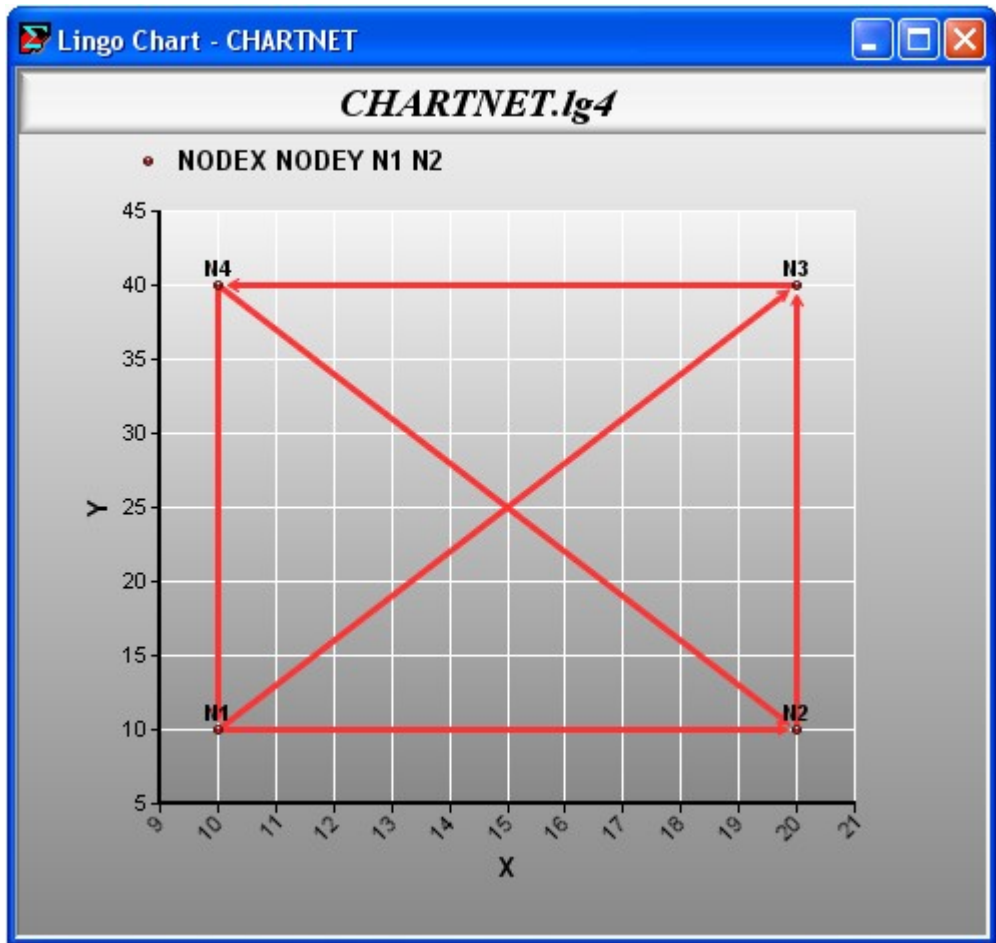 Lingo Chart - CHARTNET
CHARTNET.lg4
NODEX NODEY N1 N2
45
N4 N3
40
35
30
Y 25
20
15
N1 N2
10
5
9 10 11 12 13 14 15 16 17 18 19 20 21
X